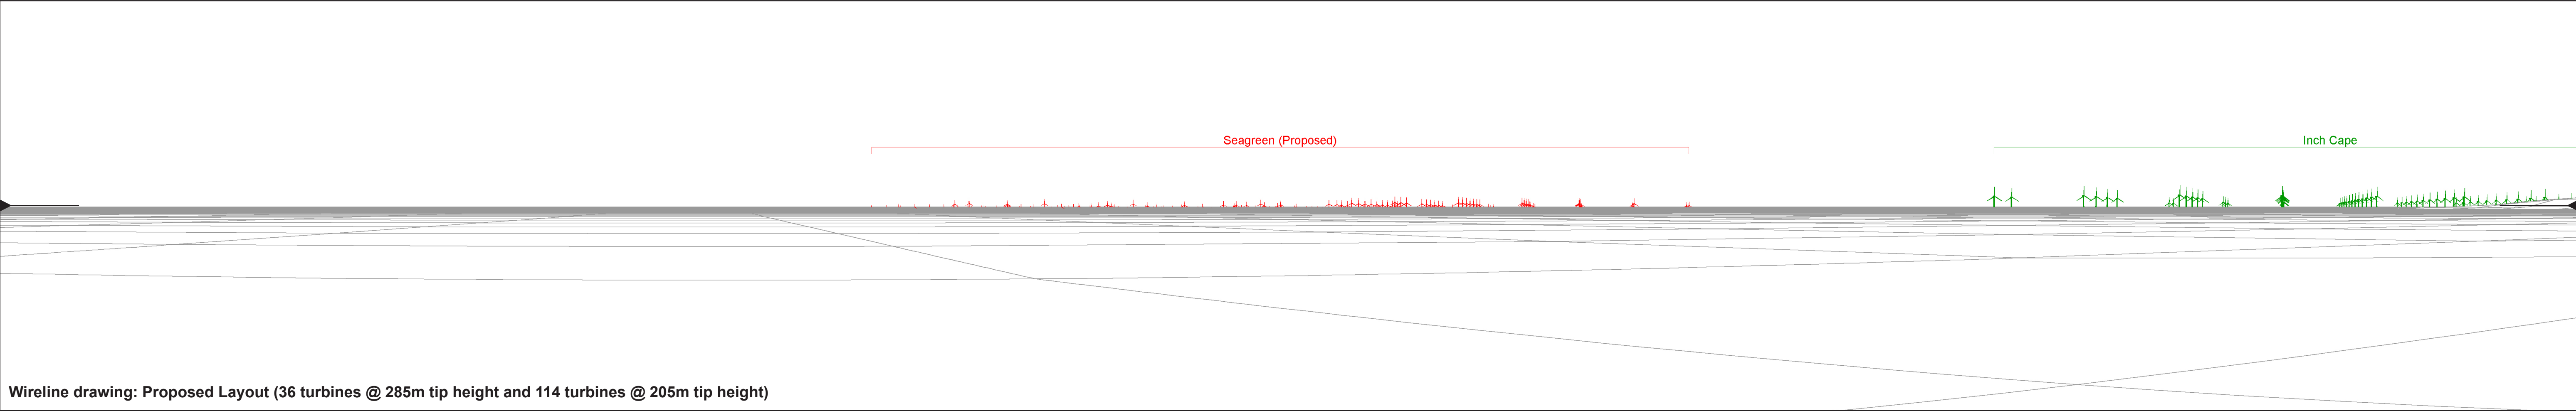 Seagreen (Proposed)
Inch Cape
Wireline drawing: Proposed Layout (36 turbines @ 285m tip height and 114 turbines @ 205m tip height)